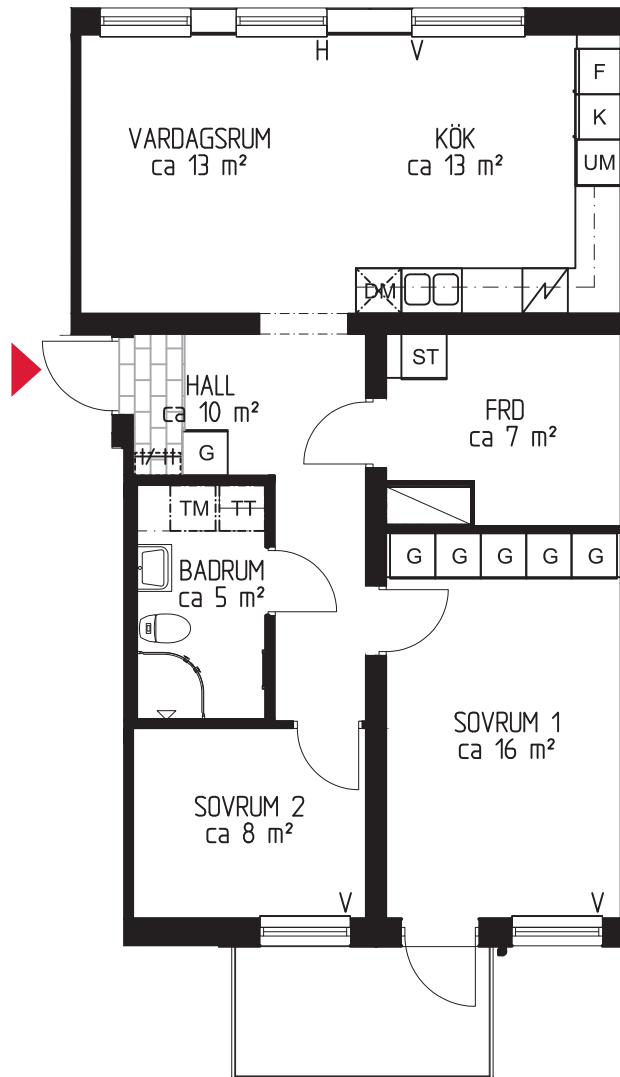 H
V
F
K
UM
VARDAGSRUM
ca 13 m²
KÖK
ca 13 m²
DM
ST
HALL
ca 10 m²
FRD
ca 7 m²
G
TM
TT
G
G
G
G
G
BADRUM
ca 5 m²
SOVRUM 1
ca 16 m²
SOVRUM 2
ca 8 m²
V
V